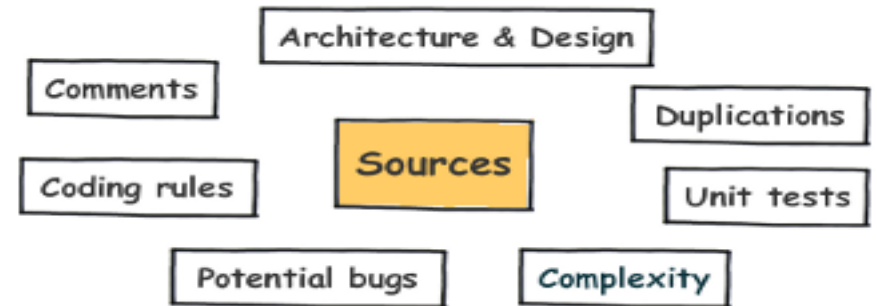 Architecture & Design
Comments
Duplications
Sources
Coding rules
Unit tests
Potential bugs
Complexity